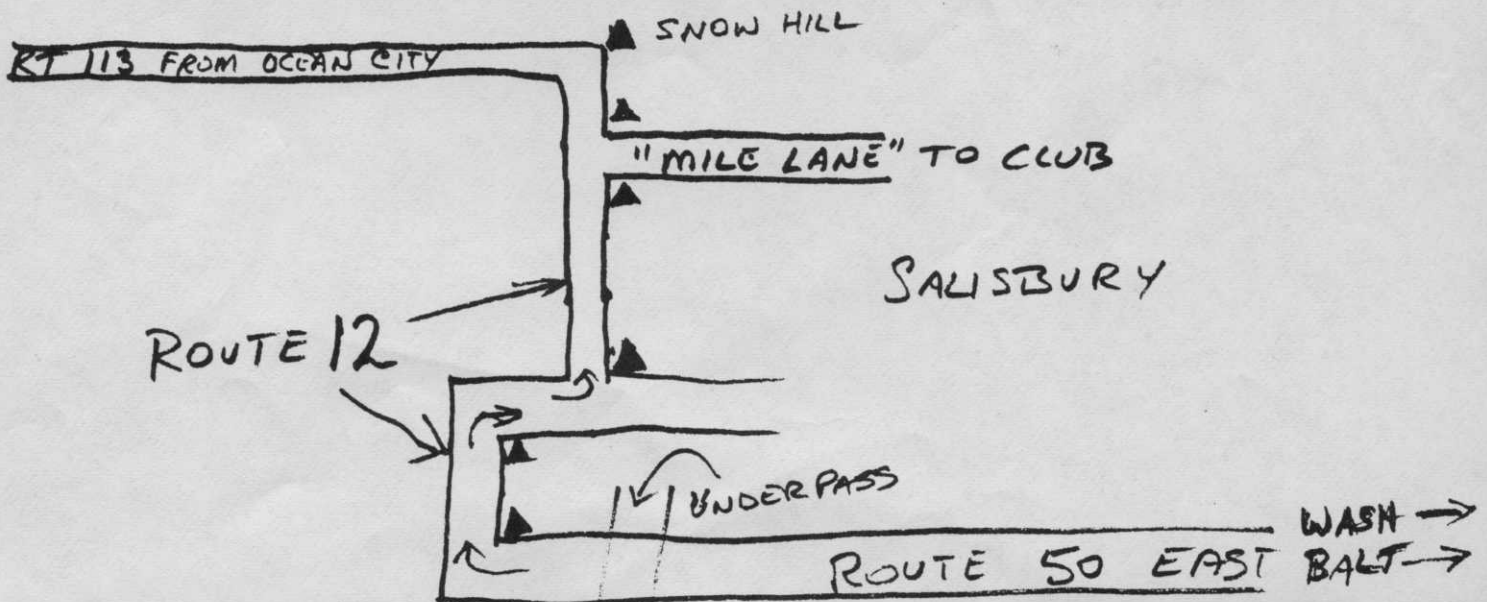 SNOW HILL
RT 113 FROM OCEAN CITY
"MILE LANE" TO CLUB
SALISBURY
ROUTE 12
UNDERPASS
WASH
ROUTE 50 EAST BALT